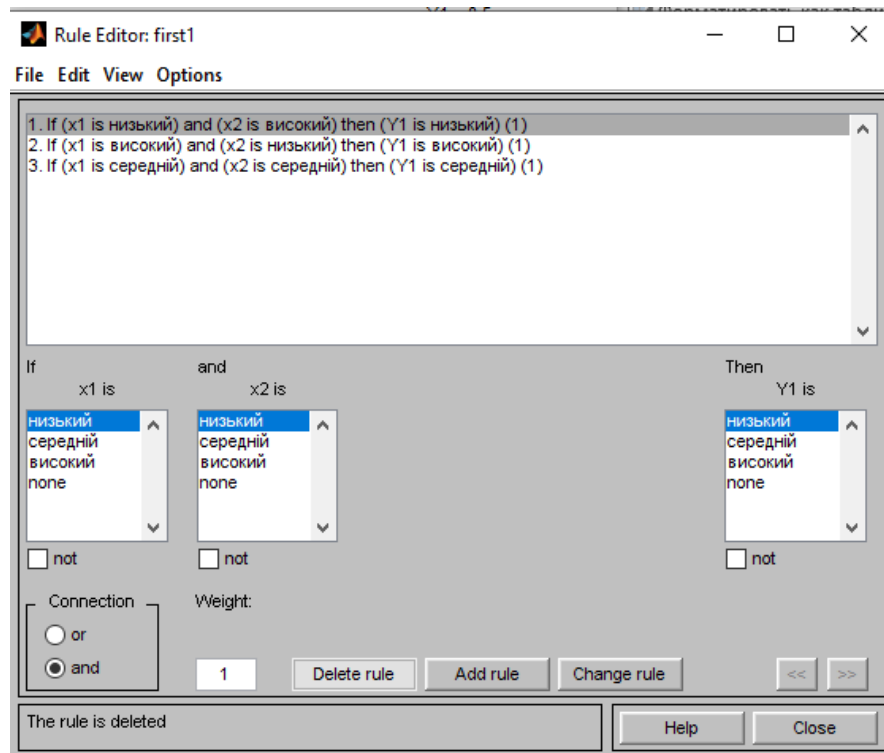 Rule Editor: first1
File Edit View Options
1. If (x1 is низький) and (x2 is високий) then (Y1 is низький) (1)
2. If (x1 is високий) and (x2 is низький) then (Y1 is високий) (1)
3. If (x1 is середній) and (x2 is середній) then (Y1 is середній) (1)
If and Then
x1 is x2 is Y1 is
низький низький низький
середній середній середній
високий високий високий
none none none
not not not
Connection Weight:
or
and 1 Delete rule Add rule Change rule << >>
The rule is deleted Help Close